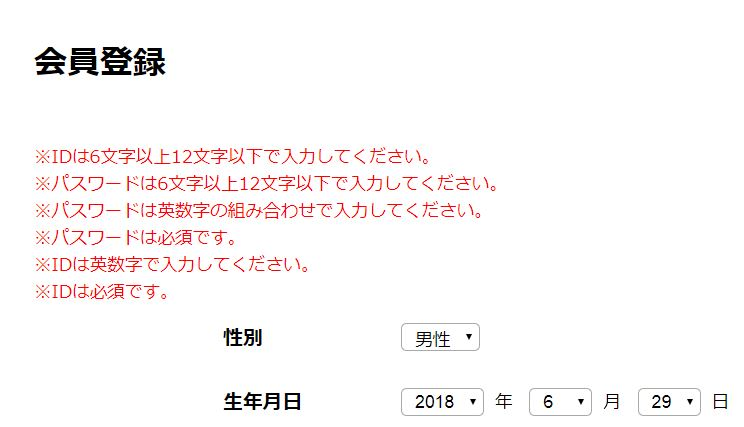 会員登録
※IDは6文字以上12文字以下で入力してください。
※パスワードは6文字以上12文字以下で入力してください。
※パスワードは英数字の組み合わせで入力してください。
※パスワードは必須です。
※IDは英数字で入力してください。
※IDは必須です。
性別 男性
生年月日 2018 年 6 月 29 日